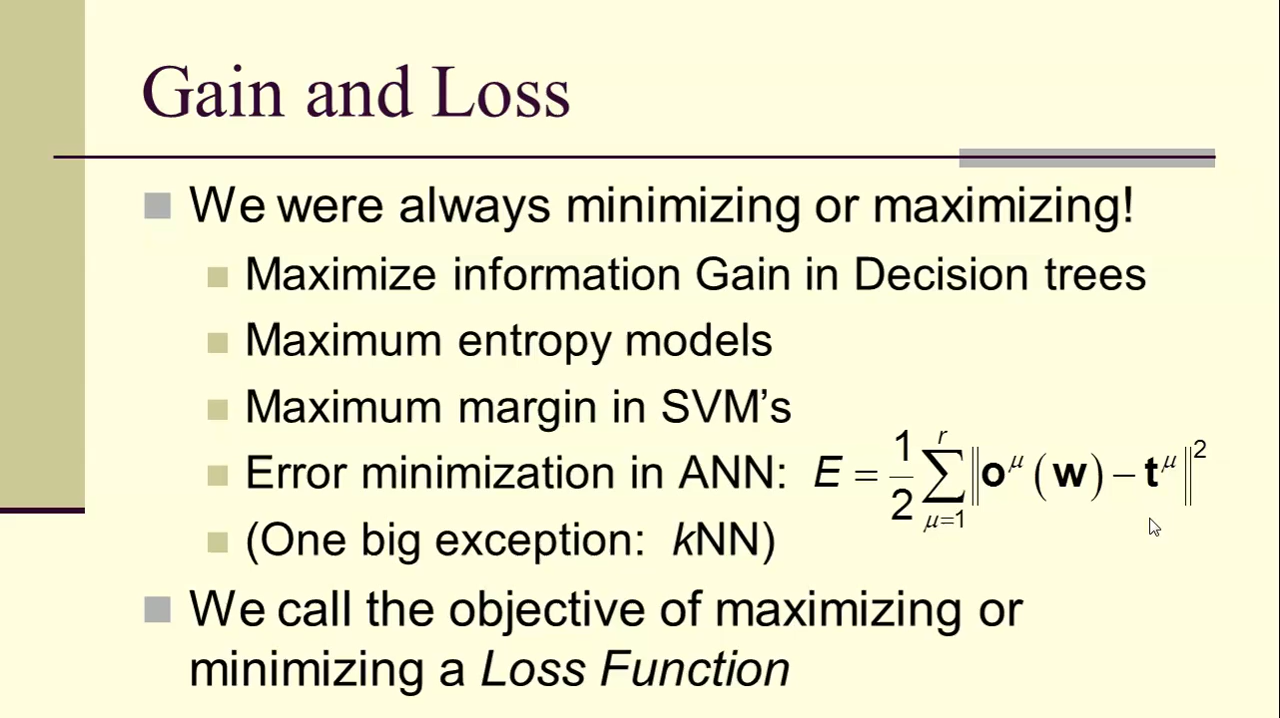 Gain and Loss
We were always minimizing or maximizing!
Maximize information Gain in Decision trees
Maximum entropy models
Maximum margin in SVM’s
Error minimization in ANN: E = 1/2 ∑_{μ=1}^{r} ‖o^μ (w) − t^μ‖²
(One big exception: kNN)
We call the objective of maximizing or
minimizing a Loss Function